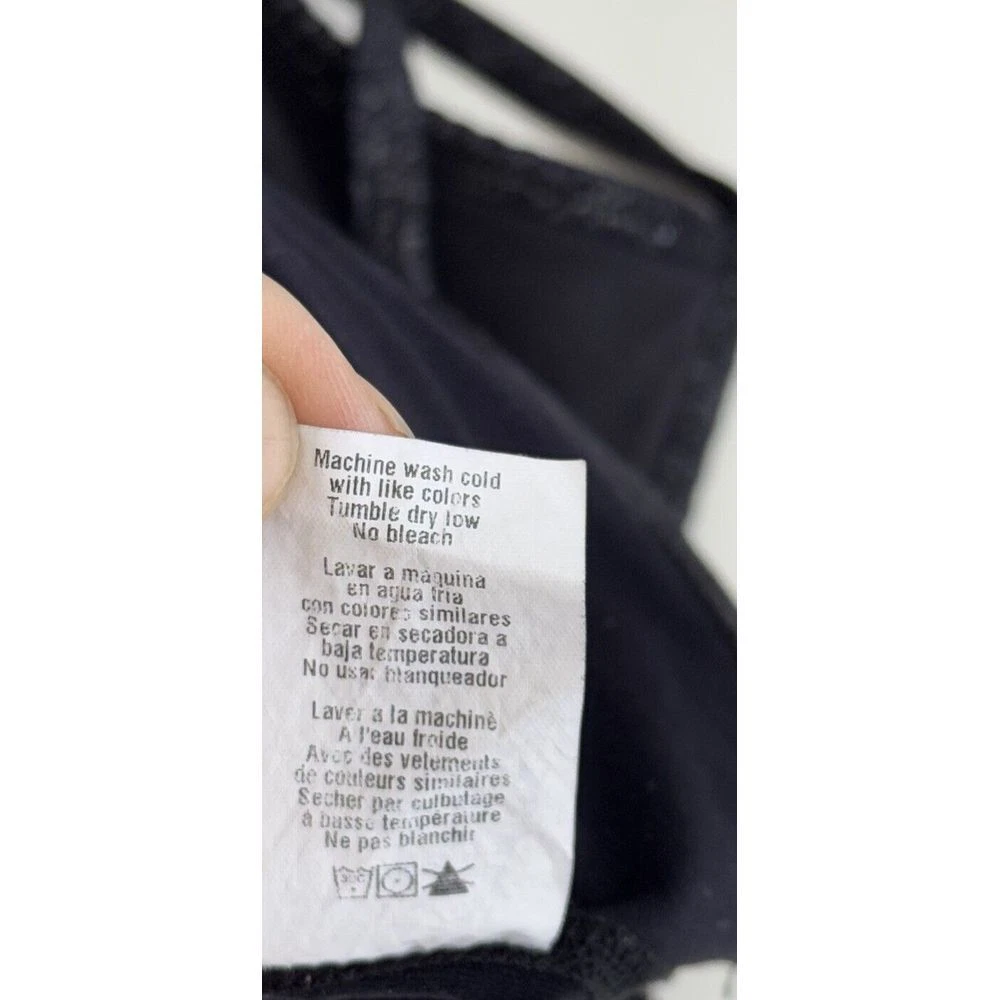 Machine wash cold
with like colors
Tumble dry low
No bleach
Lavar a máquina
en agua fria
con colores similares
Secar en secadora a
baja temperatura
No usar blanqueador
Laver a la machinè
A l'eau froide
Avec des vetements
de couleurs similaires
Secher par culbutage
à basse température
Ne pas blanchir
30C